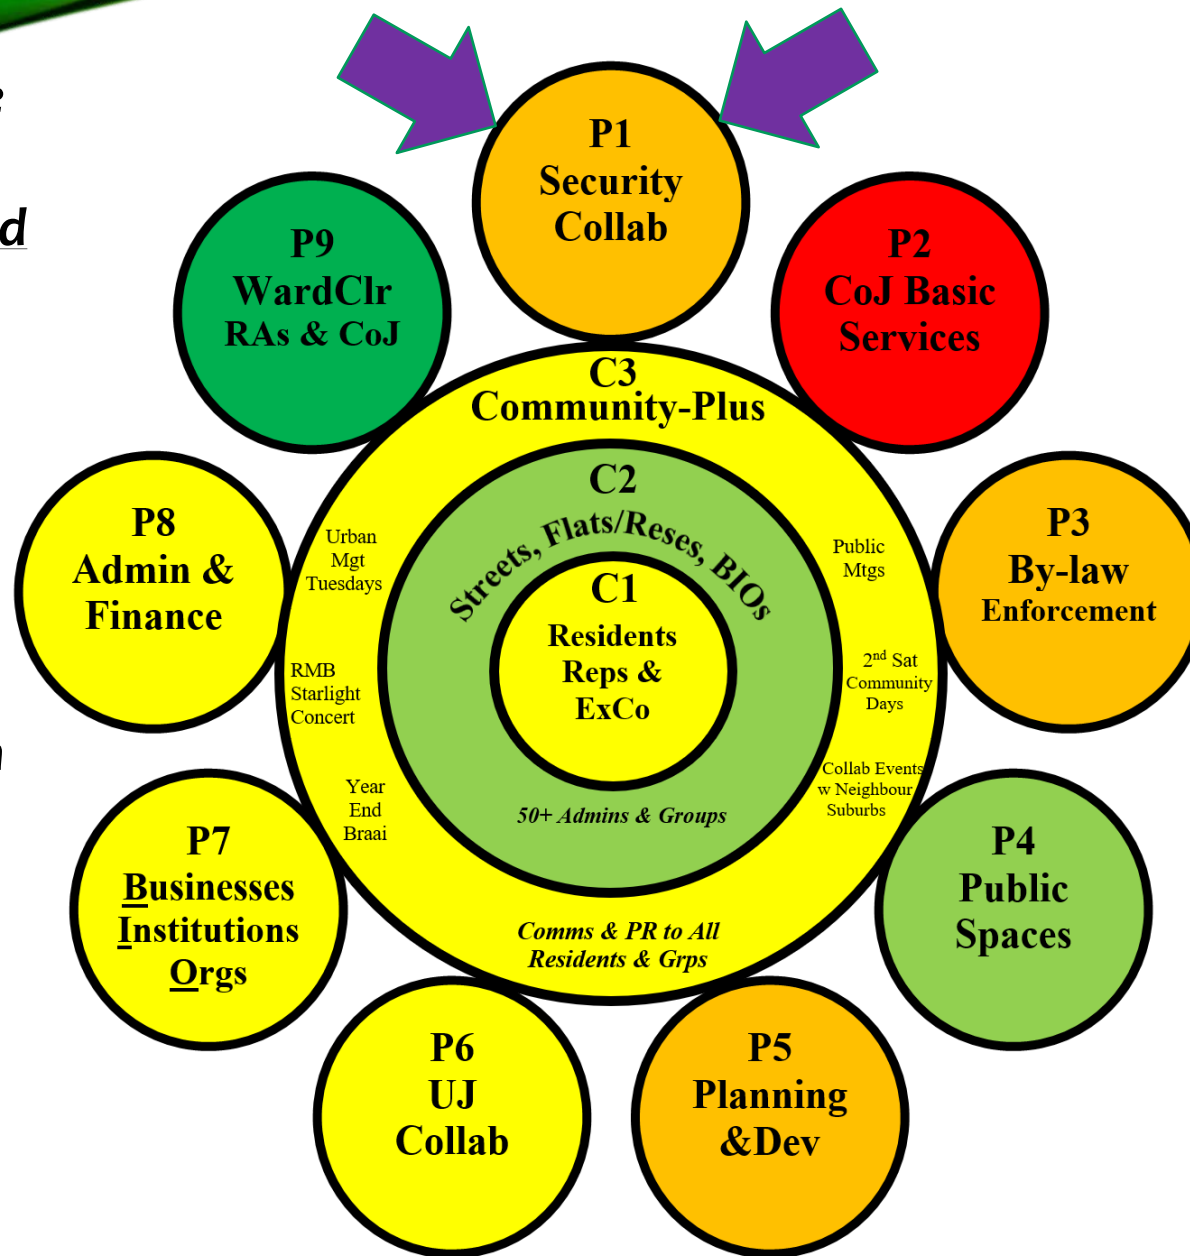 d
P1
Security
Collab
P2
CoJ Basic
Services
P3
By-law
Enforcement
P4
Public
Spaces
P5
Planning
&Dev
P6
UJ
Collab
P7
Businesses
Institutions
Orgs
P8
Admin &
Finance
P9
WardClr
RAs & CoJ
C3
Community-Plus
Urban
Mgt
Tuesdays
RMB
Starlight
Concert
Year
End
Braai
Public
Mtgs
2nd Sat
Community
Days
Collab Events
w Neighbour
Suburbs
Comms & PR to All
Residents & Grps
C2
Streets, Flats/Reses, BIOs
50+ Admins & Groups
C1
Residents
Reps &
ExCo